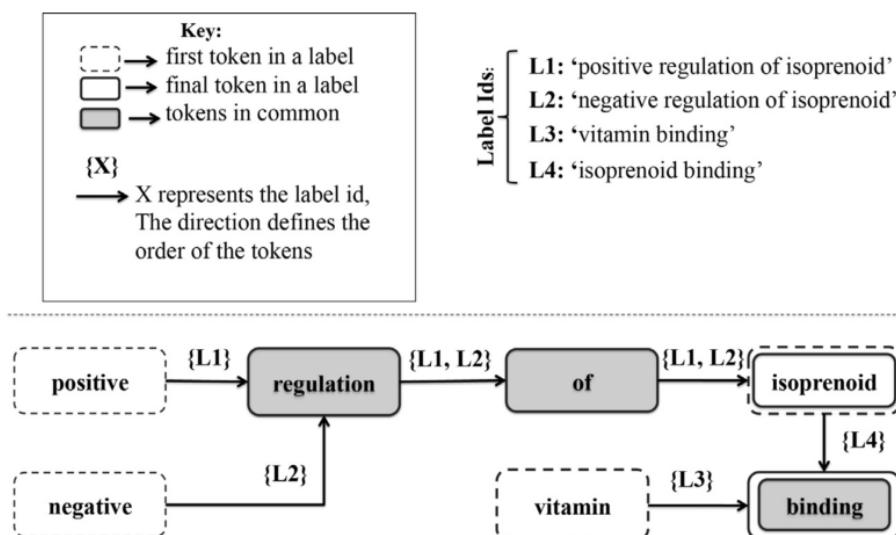 Key:
first token in a label
final token in a label
tokens in common
{X}
X represents the label id,
The direction defines the
order of the tokens
Label Ids:
L1: ‘positive regulation of isoprenoid’
L2: ‘negative regulation of isoprenoid’
L3: ‘vitamin binding’
L4: ‘isoprenoid binding’
positive
{L1}
regulation
{L1, L2}
of
{L1, L2}
isoprenoid
{L4}
negative
{L2}
vitamin
{L3}
binding